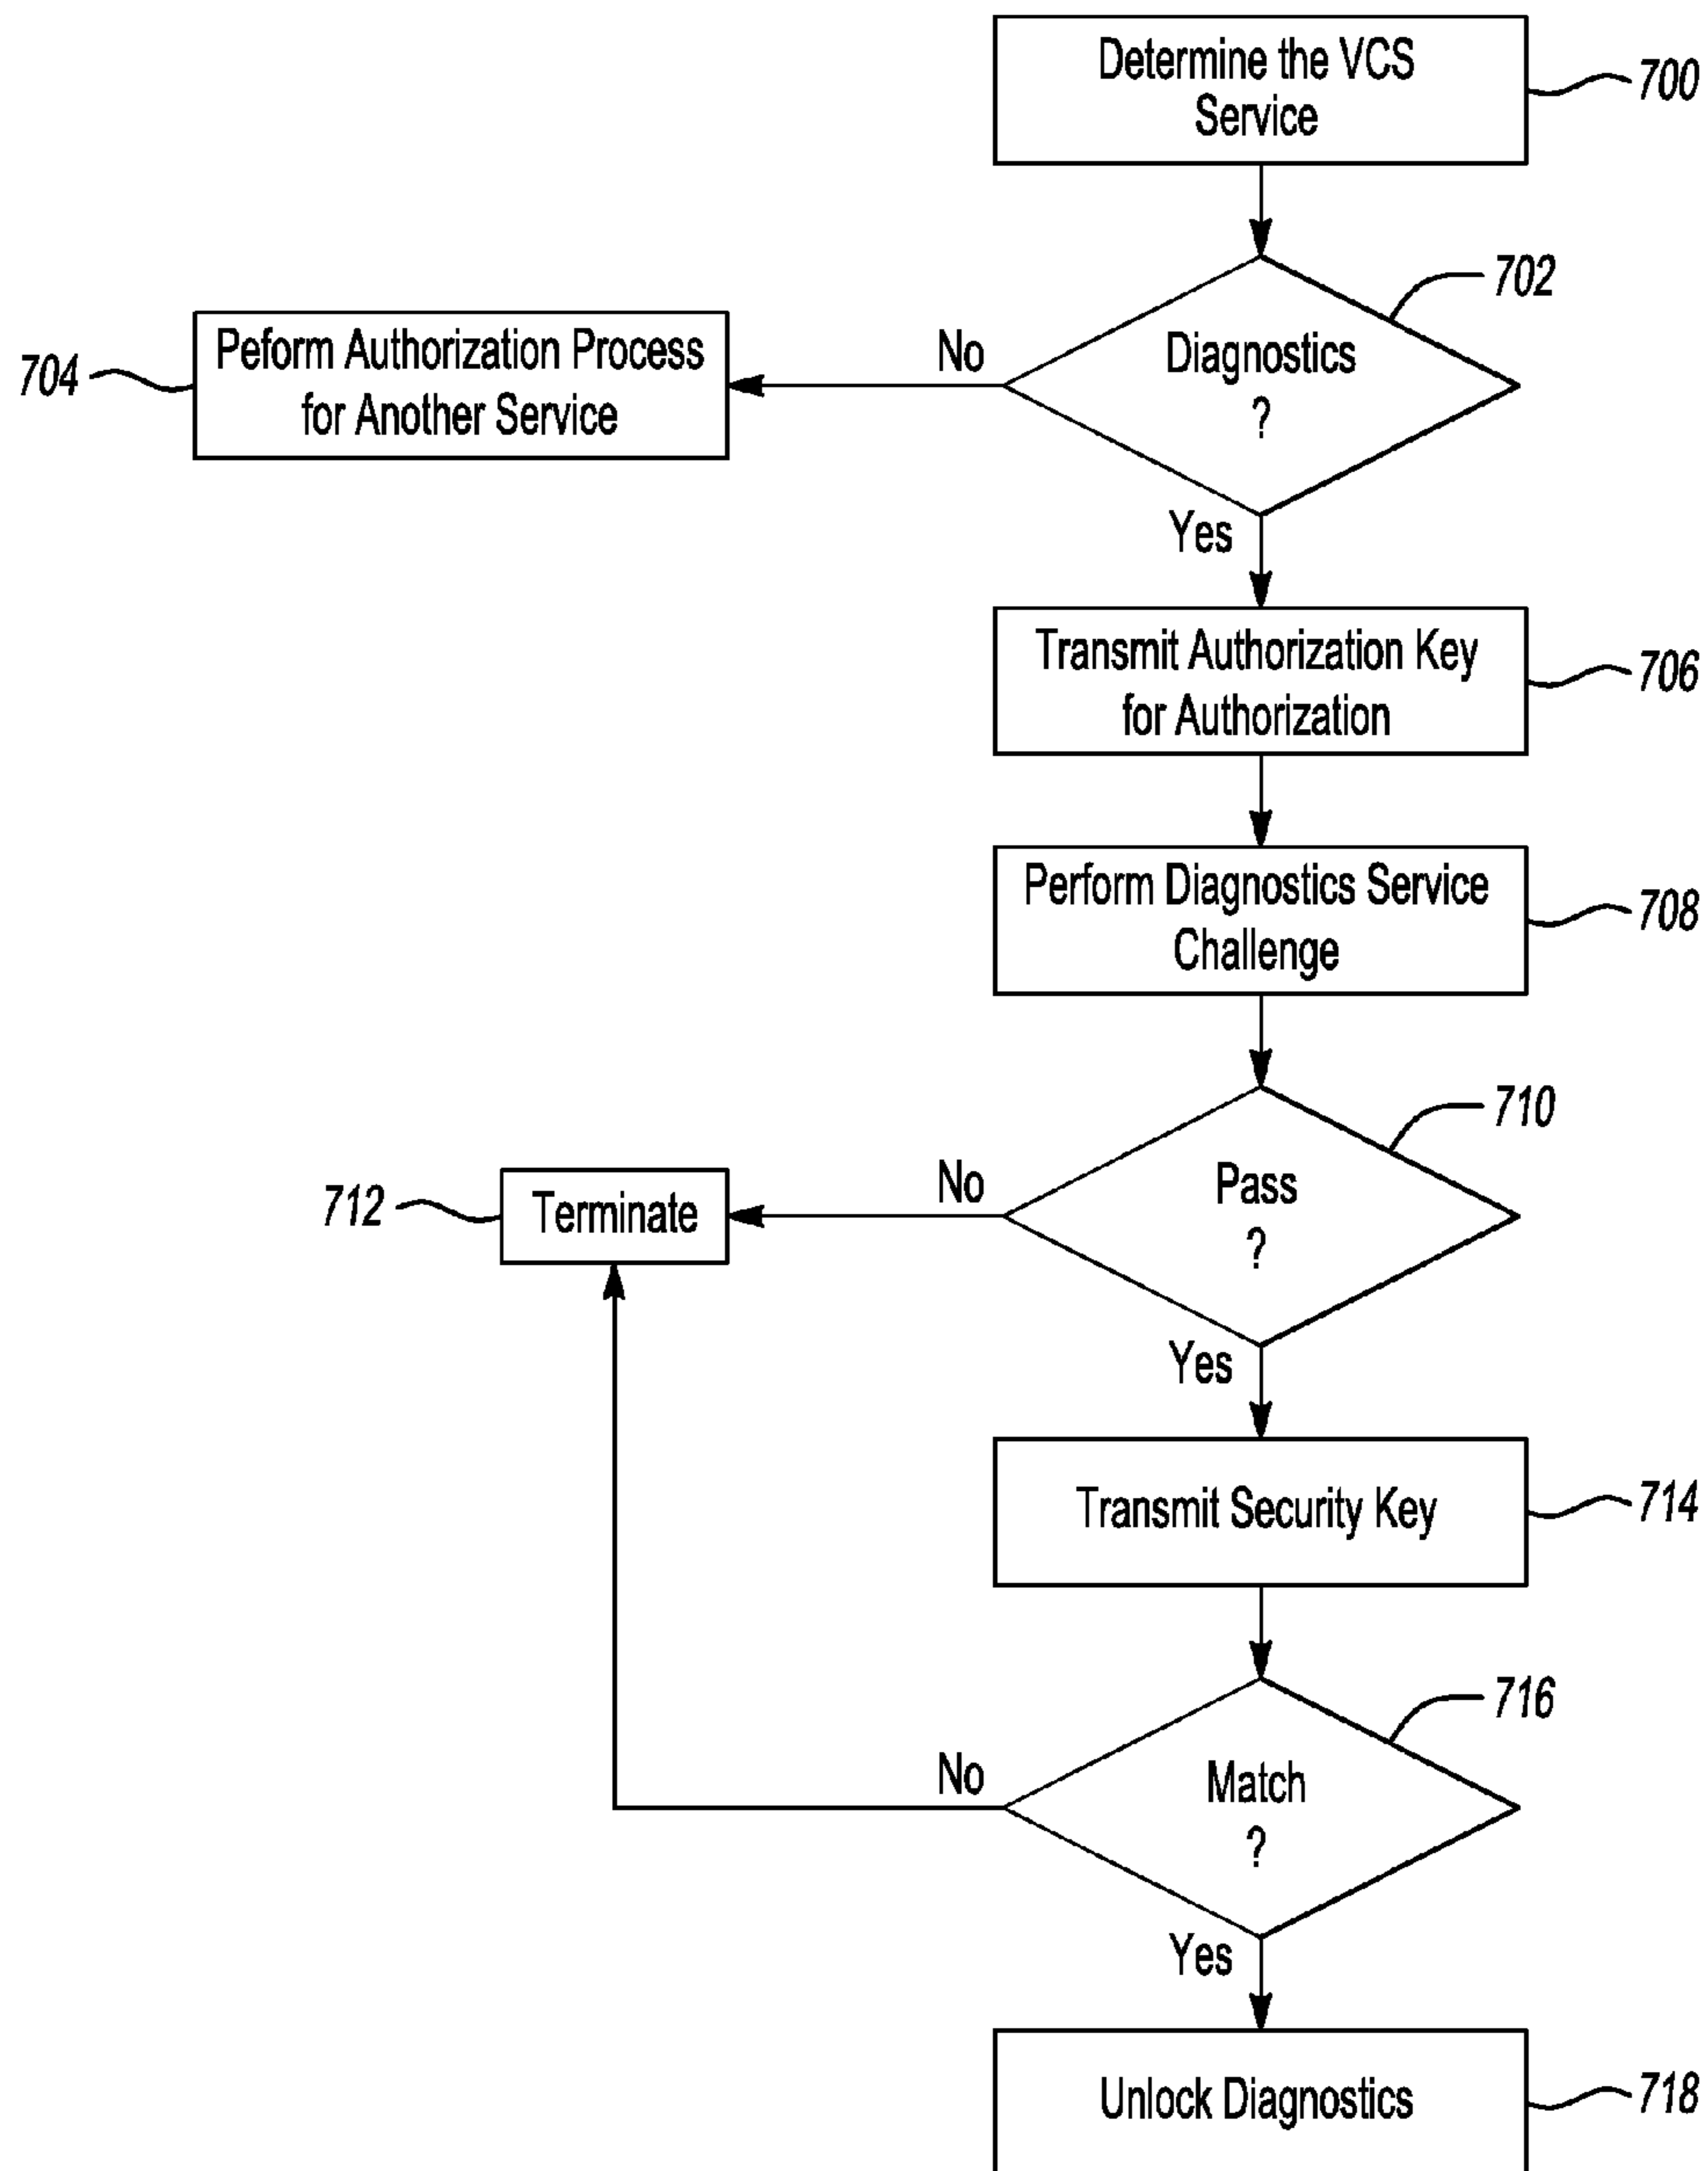 Determine the VCS
Service
700
702
Diagnostics
?
No
Peform Authorization Process
for Another Service
704
Yes
Transmit Authorization Key
for Authorization
706
Perform Diagnostics Service
Challenge
708
710
Pass
?
No
Terminate
712
Yes
Transmit Security Key
714
716
Match
?
No
Yes
Unlock Diagnostics
718